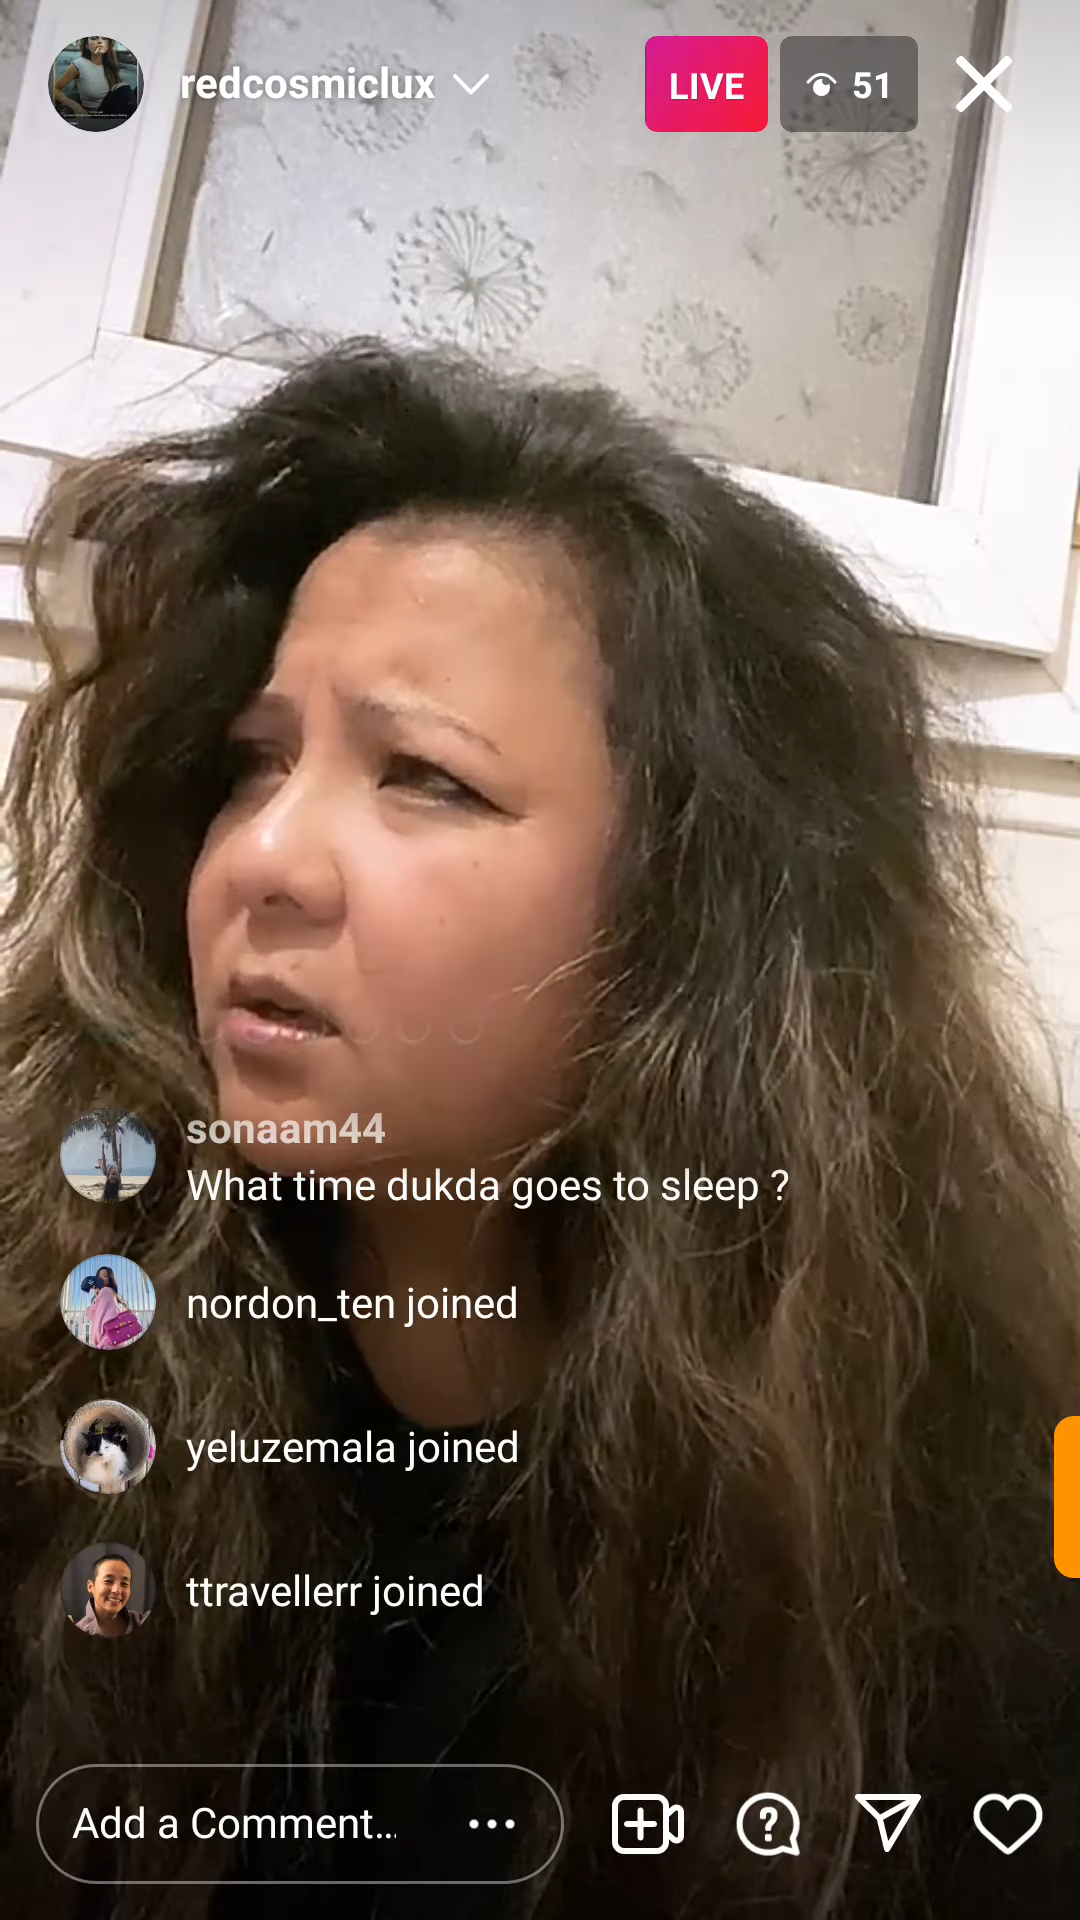 redcosmiclux
LIVE
51
sonaam44
What time dukda goes to sleep ?
nordon_ten joined
yeluzemala joined
ttravellerr joined
Add a Comment...